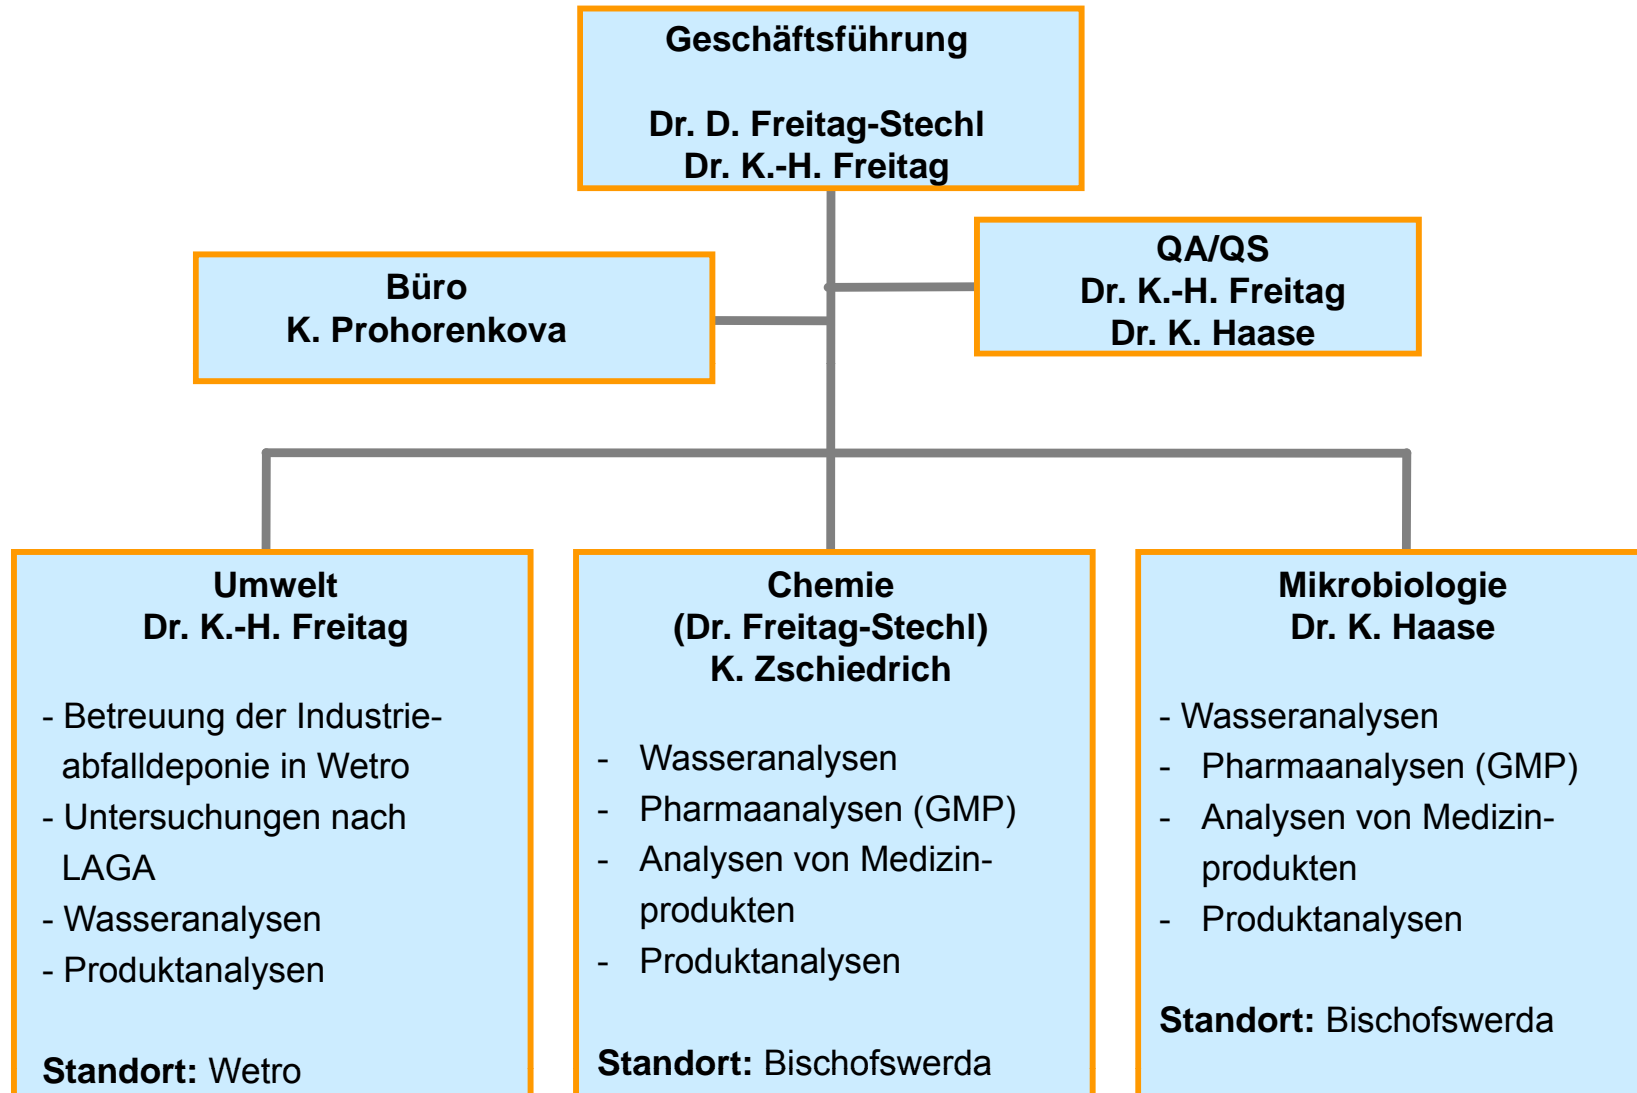 Geschäftsführung
Dr. D. Freitag-Stechl
Dr. K.-H. Freitag
Büro
K. Prohorenkova
QA/QS
Dr. K.-H. Freitag
Dr. K. Haase
Umwelt
Dr. K.-H. Freitag
- Betreuung der Industrie-
abfalldeponie in Wetro
- Untersuchungen nach
LAGA
- Wasseranalysen
- Produktanalysen
Standort: Wetro
Chemie
(Dr. Freitag-Stechl)
K. Zschiedrich
- Wasseranalysen
- Pharmaanalysen (GMP)
- Analysen von Medizin-
produkten
- Produktanalysen
Standort: Bischofswerda
Mikrobiologie
Dr. K. Haase
- Wasseranalysen
- Pharmaanalysen (GMP)
- Analysen von Medizin-
produkten
- Produktanalysen
Standort: Bischofswerda